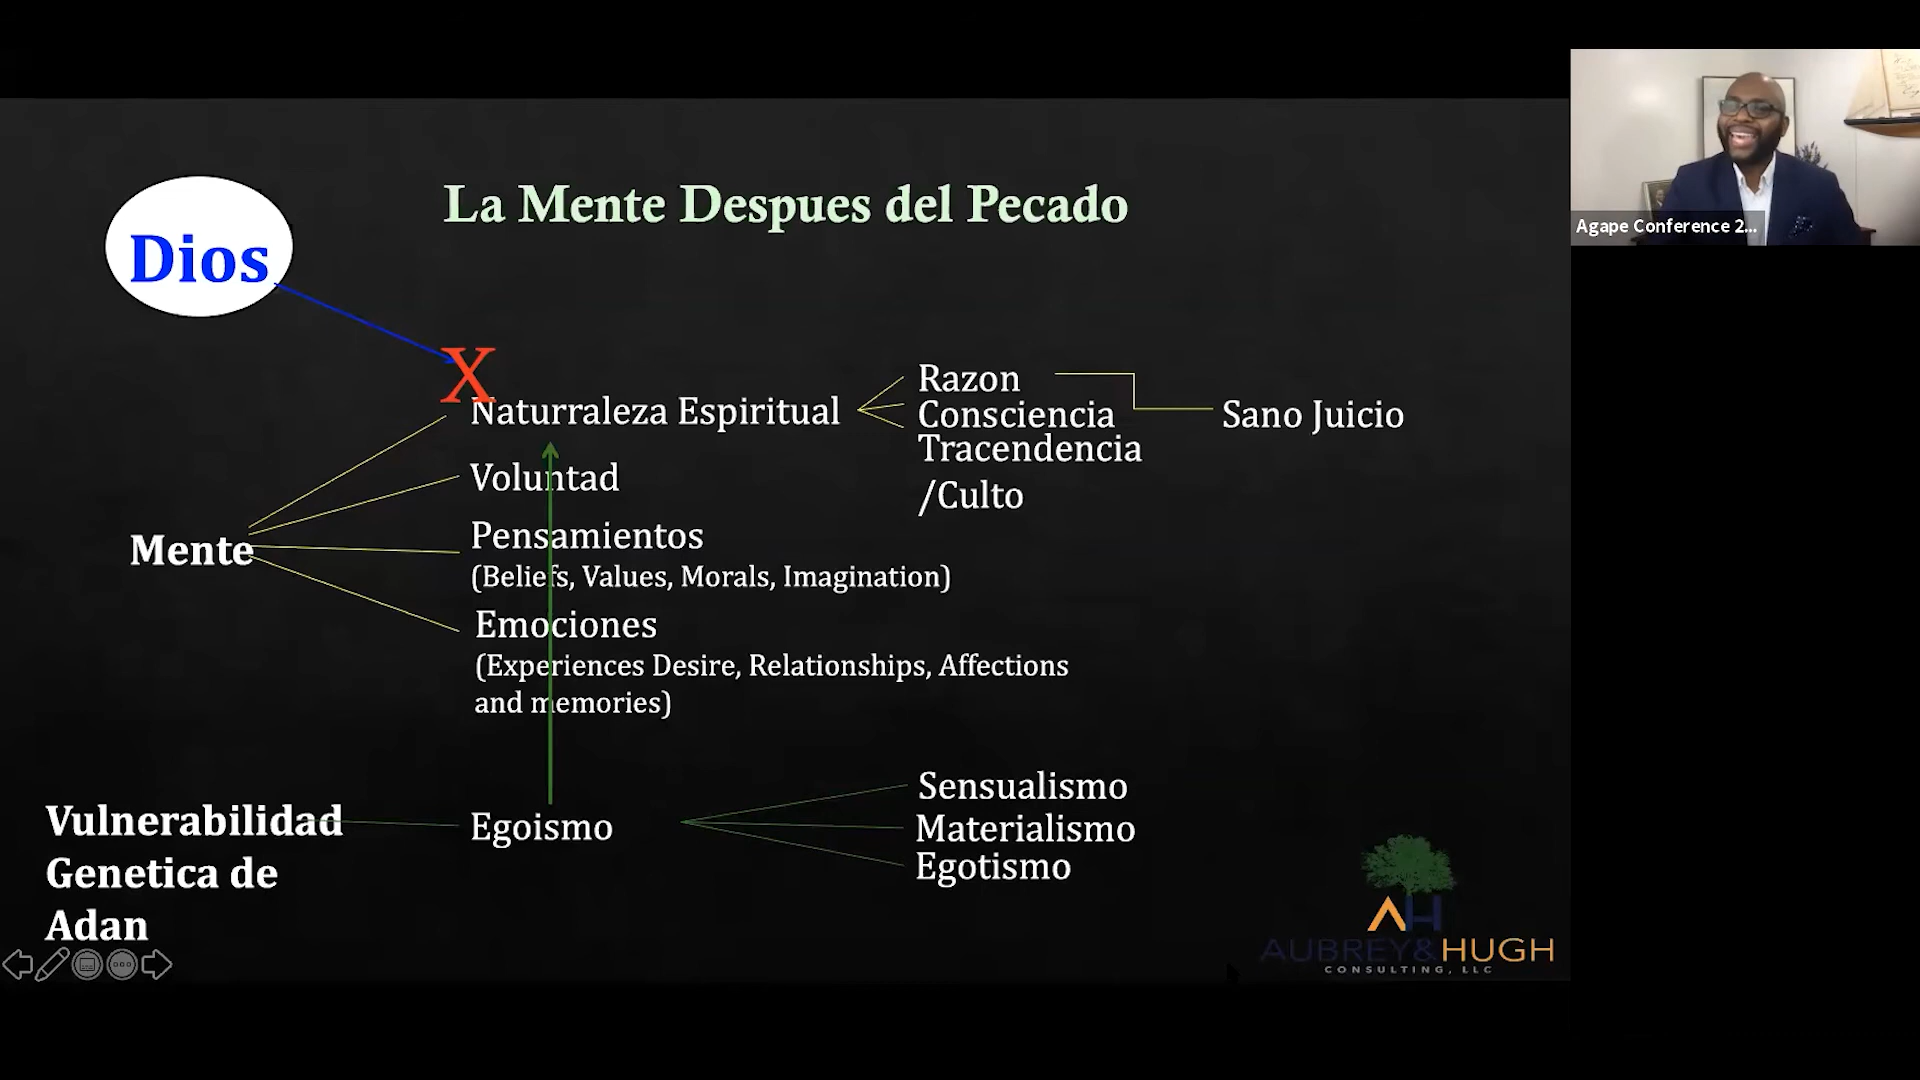 La Mente Despues del Pecado
Dios
Agape Conference 2...
X
Naturraleza Espiritual
Razon
Consciencia
Tracendencia
/Culto
Sano Juicio
Voluntad
Mente
Pensamientos
(Beliefs, Values, Morals, Imagination)
Emociones
(Experiences Desire, Relationships, Affections
and memories)
Vulnerabilidad
Genetica de
Adan
Egoismo
Sensualismo
Materialismo
Egotismo
AH
AUBREY&HUGH
CONSULTING, LLC